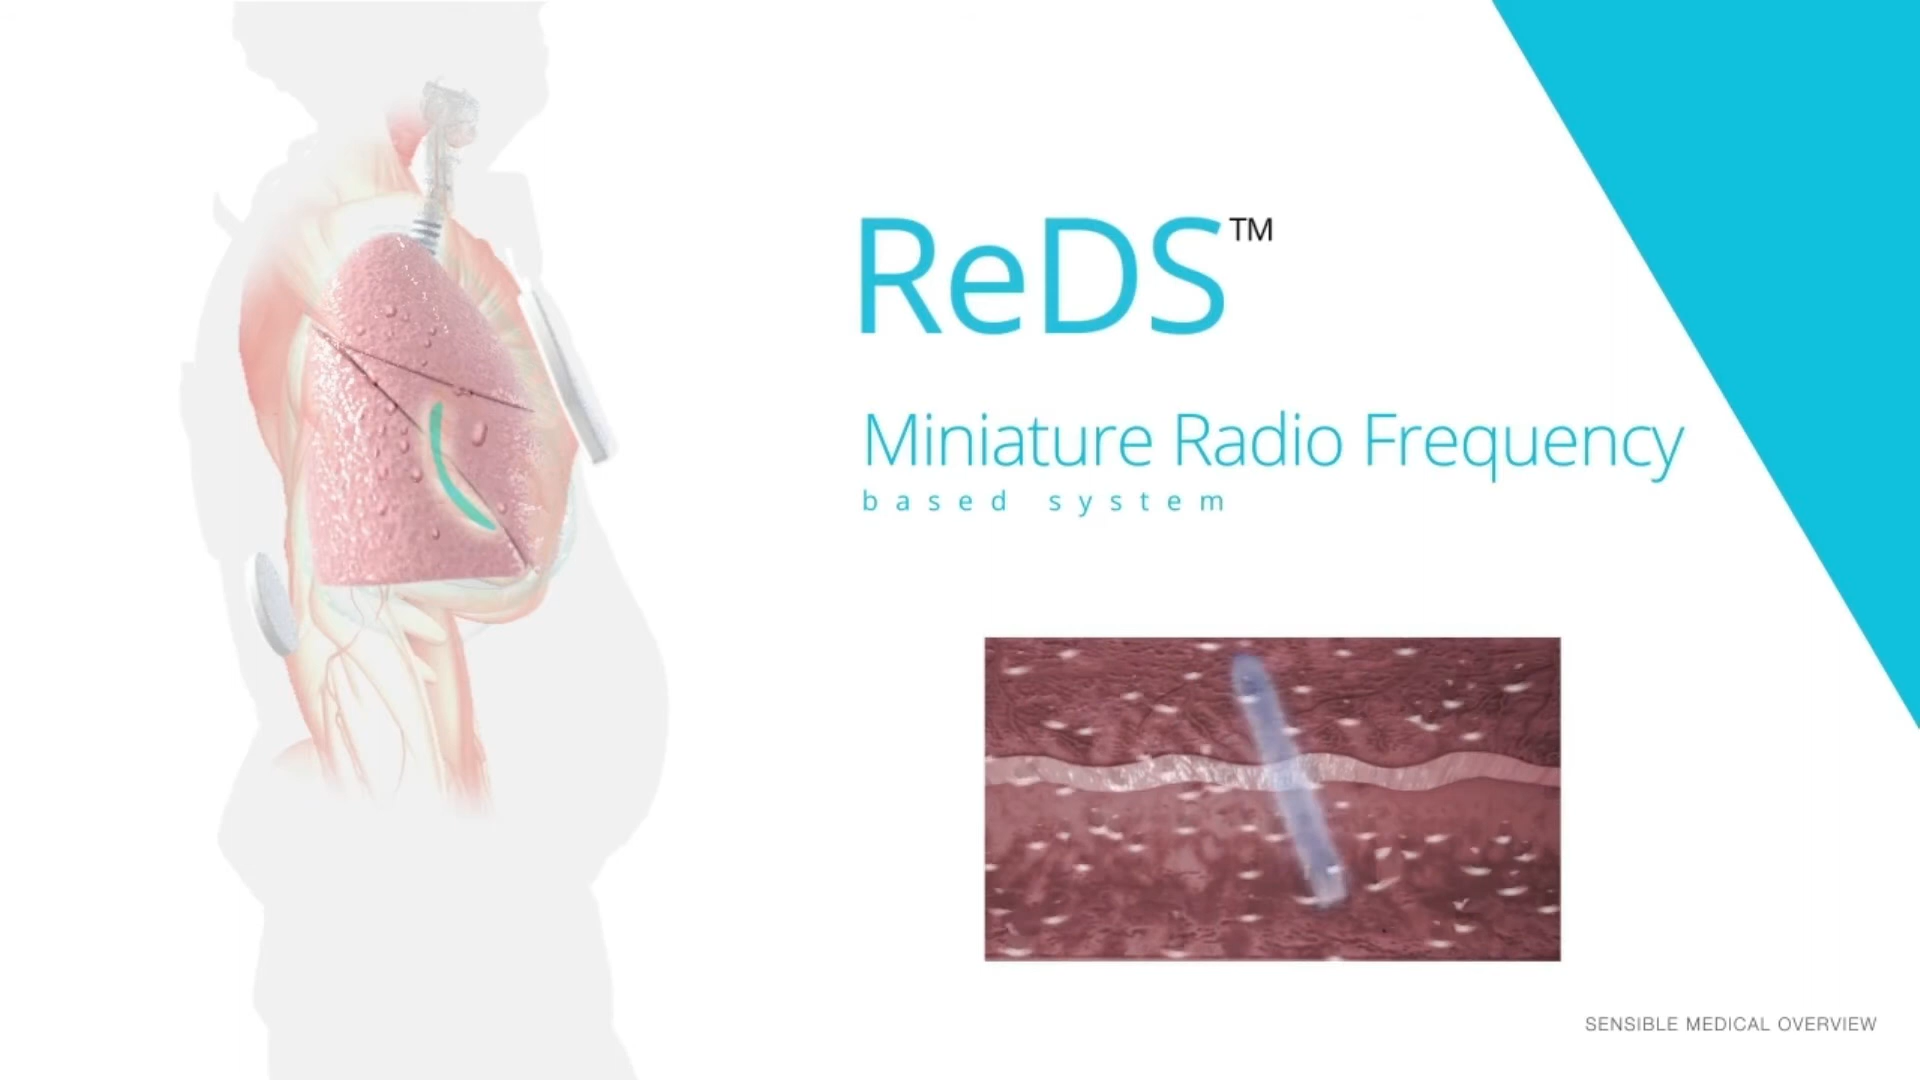 ReDS™
Miniature Radio Frequency
based system
SENSIBLE MEDICAL OVERVIEW